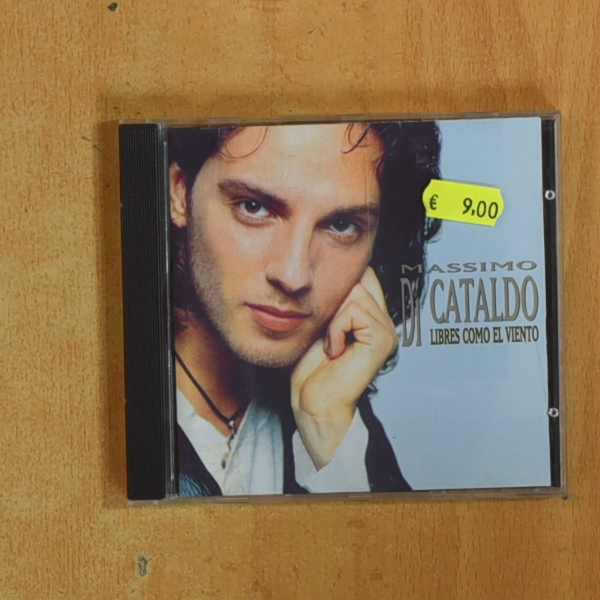 € 9,00
MASSIMO
DI CATALDO
LIBRES COMO EL VIENTO